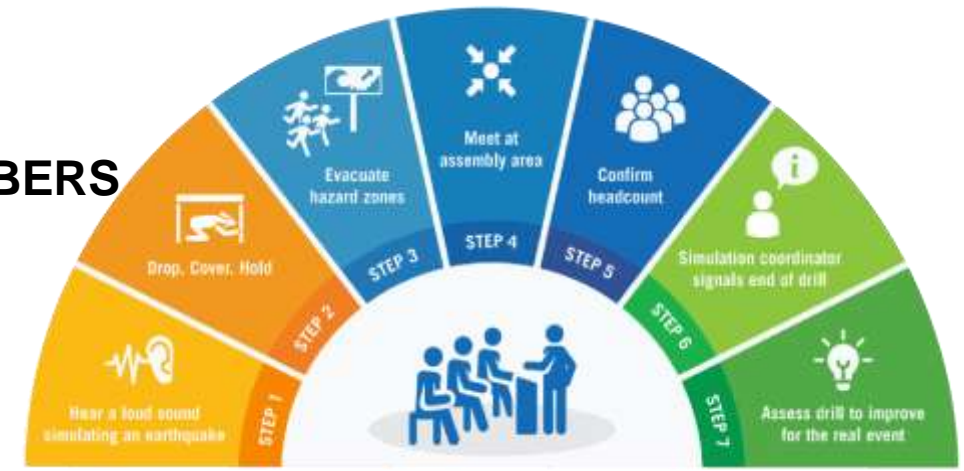 BERS
Hear a loud sound
simulating an earthquake
STEP 1
Drop, Cover, Hold
STEP 2
Evacuate
hazard zones
STEP 3
Meet at
assembly area
STEP 4
Confirm
headcount
STEP 5
Simulation coordinator
signals end of drill
STEP 6
Assess drill to improve
for the real event
STEP 7